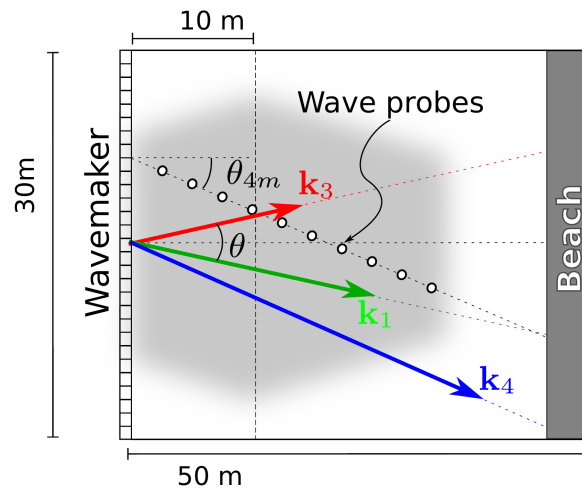 10 m
Wave probes
θ₄ₘ
k₃
30m
Wavemaker
θ
Beach
k₁
k₄
50 m